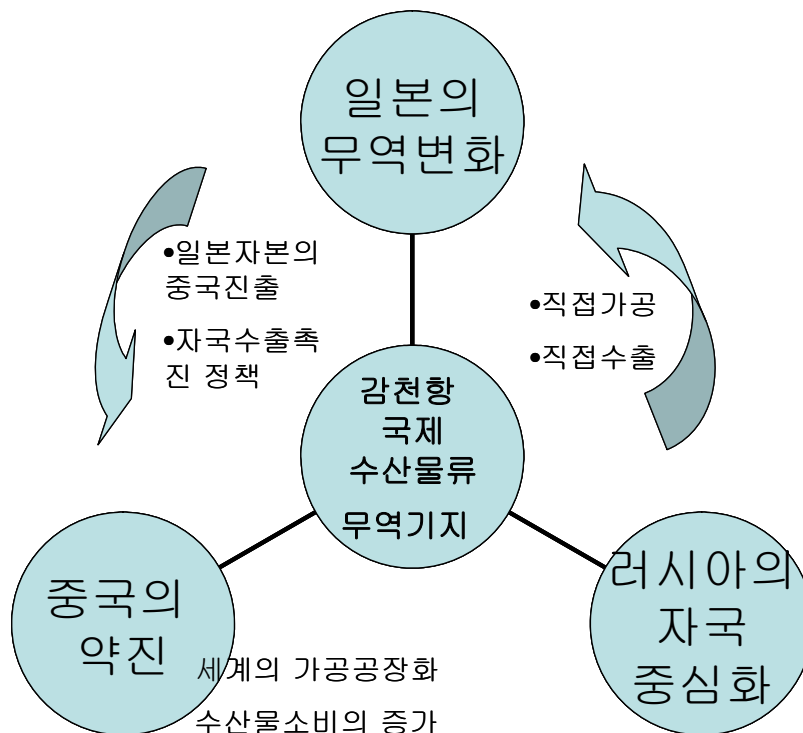 일본의
무역변화
•일본자본의
중국진출
•자국수출촉
진 정책
•직접가공
•직접수출
감천항
국제
수산물류
무역기지
중국의
약진
세계의 가공공장화
수산물소비의 증가
러시아의
자국
중심화